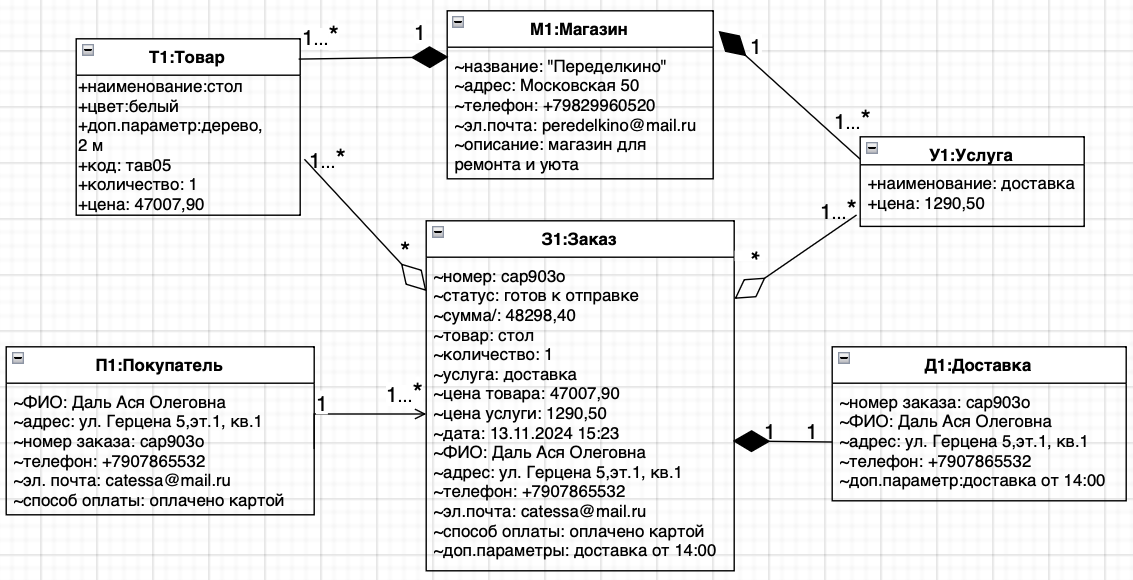 1...*
1
М1:Магазин
~название: "Переделкино"
~адрес: Московская 50
~телефон: +79829960520
~эл.почта: peredelkino@mail.ru
~описание: магазин для
ремонта и уюта
Т1:Товар
+наименование:стол
+цвет:белый
+доп.параметр:дерево,
2 м
+код: тав05
+количество: 1
+цена: 47007,90
1
1...*
У1:Услуга
+наименование: доставка
+цена: 1290,50
1...*
*
1...*
*
З1:Заказ
~номер: сар903о
~статус: готов к отправке
~сумма/: 48298,40
~товар: стол
~количество: 1
~услуга: доставка
~цена товара: 47007,90
~цена услуги: 1290,50
~дата: 13.11.2024 15:23
~ФИО: Даль Ася Олеговна
~адрес: ул. Герцена 5,эт.1, кв.1
~телефон: +7907865532
~эл.почта: catessa@mail.ru
~способ оплаты: оплачено картой
~доп.параметры: доставка от 14:00
П1:Покупатель
~ФИО: Даль Ася Олеговна
~адрес: ул. Герцена 5,эт.1, кв.1
~номер заказа: сар903о
~телефон: +7907865532
~эл. почта: catessa@mail.ru
~способ оплаты: оплачено картой
1
1...*
1
1
Д1:Доставка
~номер заказа: сар903о
~ФИО: Даль Ася Олеговна
~адрес: ул. Герцена 5,эт.1, кв.1
~телефон: +7907865532
~доп.параметр:доставка от 14:00